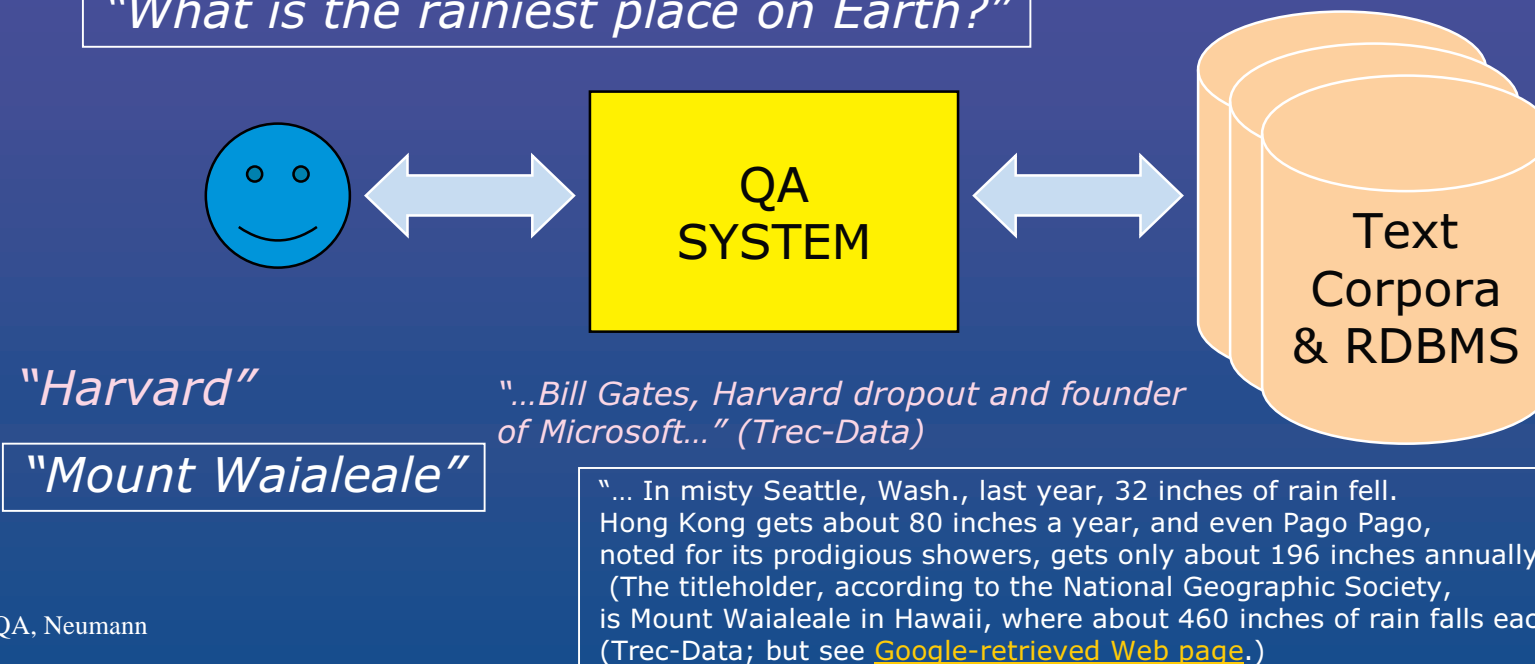 “What is the rainiest place on Earth?”
QA
SYSTEM
Text
Corpora
& RDBMS
“Harvard”
“…Bill Gates, Harvard dropout and founder
of Microsoft…” (Trec-Data)
“Mount Waialeale”
“… In misty Seattle, Wash., last year, 32 inches of rain fell.
Hong Kong gets about 80 inches a year, and even Pago Pago,
noted for its prodigious showers, gets only about 196 inches annually
(The titleholder, according to the National Geographic Society,
is Mount Waialeale in Hawaii, where about 460 inches of rain falls
(Trec-Data; but see Google-retrieved Web page.)
QA, Neumann